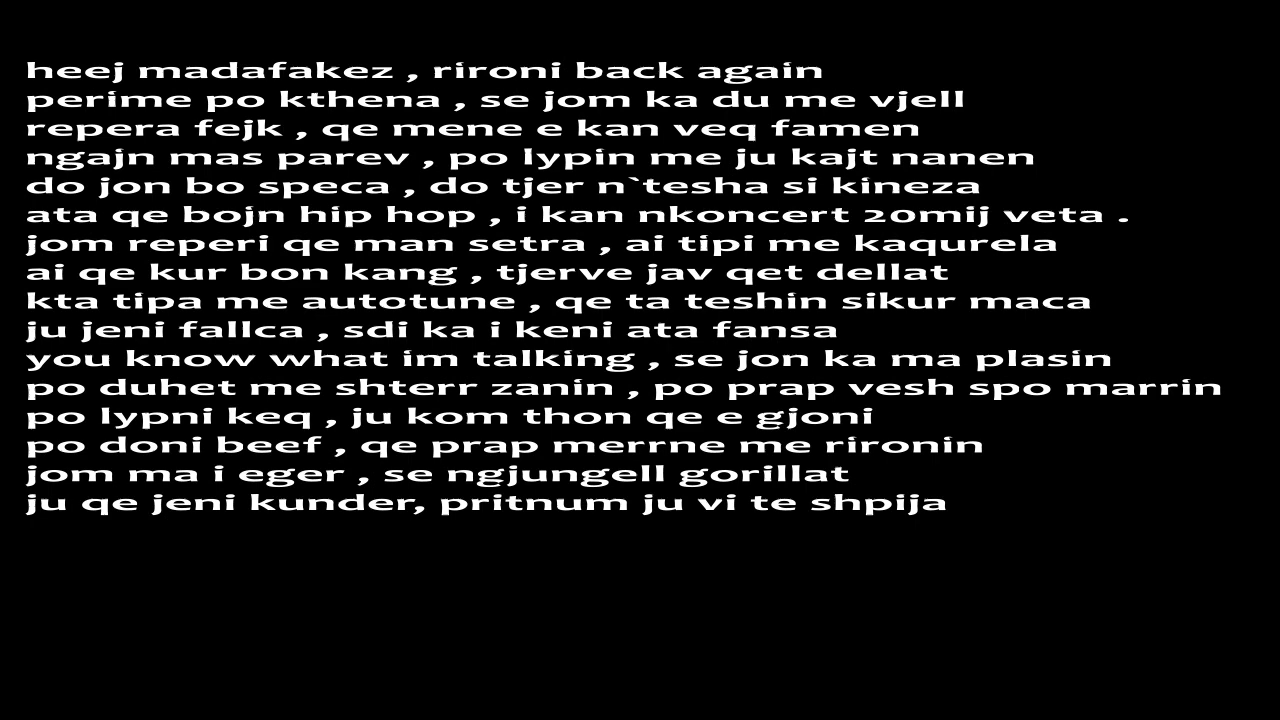 heej madafakez , rironi back again
perime po kthena , se jom ka du me vjell
repera fejk , qe mene e kan veq famen
ngajn mas parev , po lypin me ju kajt nanen
do jon bo speca , do tjer n`tesha si kineza
ata qe bojn hip hop , i kan nkoncert 20mij veta .
jom reperi qe man setra , ai tipi me kaqurela
ai qe kur bon kang , tjerve jav qet dellat
kta tipa me autotune , qe ta teshin sikur maca
ju jeni fallca , sdi ka i keni ata fansa
you know what im talking , se jon ka ma plasin
po duhet me shterr zanin , po prap vesh spo marrin
po lypni keq , ju kom thon qe e gjoni
po doni beef , qe prap merrne me rironin
jom ma i eger , se ngjungell gorillat
ju qe jeni kunder, pritnum ju vi te shpija